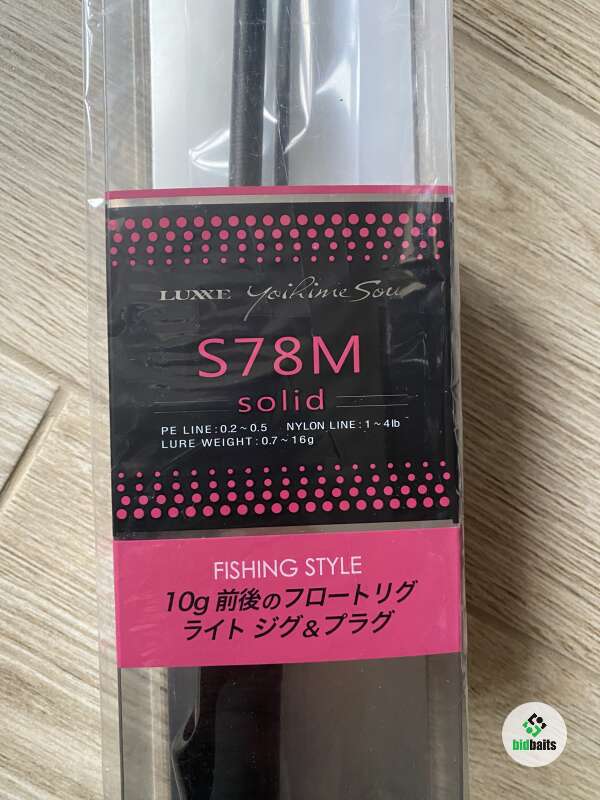 LUXXE Yoihime Sou
S78M
solid
PE LINE:0.2~0.5 NYLON LINE:1~4lb
LURE WEIGHT:0.7~16g
FISHING STYLE
10g 前後のフロートリグ
ライト ジグ&プラグ
bidbaits